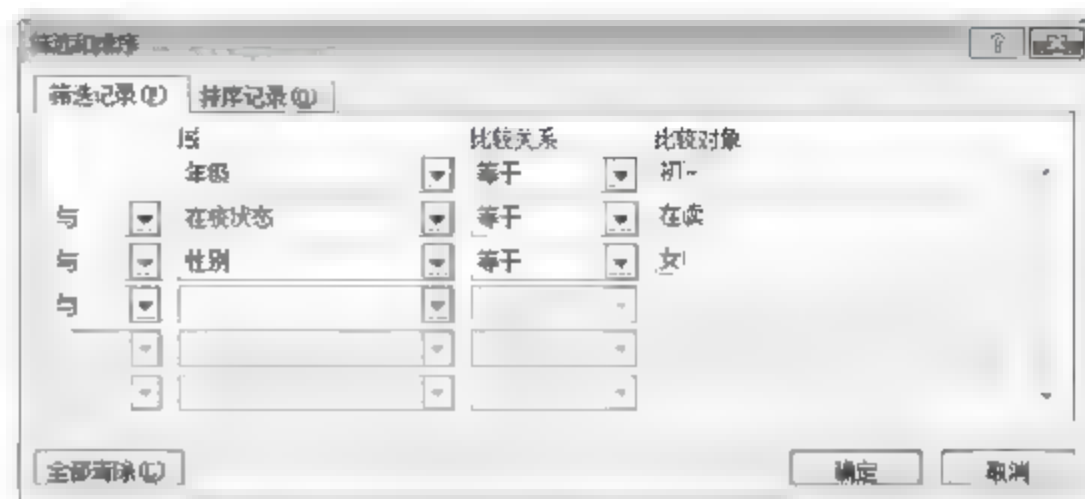 筛选和排序
筛选记录(F) 排序记录(O)
域 比较关系 比较对象
年级 等于
与 在校状态 等于 在读
与 性别 等于 女
与
全部清除(L) 确定 取消